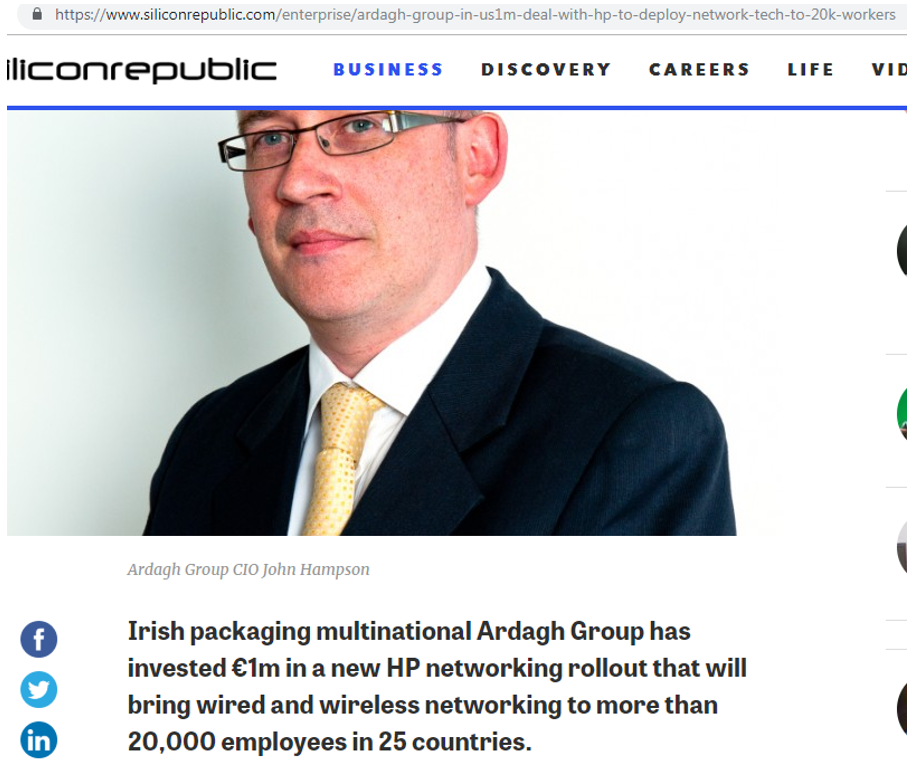 https://www.siliconrepublic.com/enterprise/ardagh-group-in-us1m-deal-with-hp-to-deploy-network-tech-to-20k-workers
iliconrepublic BUSINESS DISCOVERY CAREERS LIFE VID
Ardagh Group CIO John Hampson
Irish packaging multinational Ardagh Group has
invested €1m in a new HP networking rollout that will
bring wired and wireless networking to more than
20,000 employees in 25 countries.
f
in